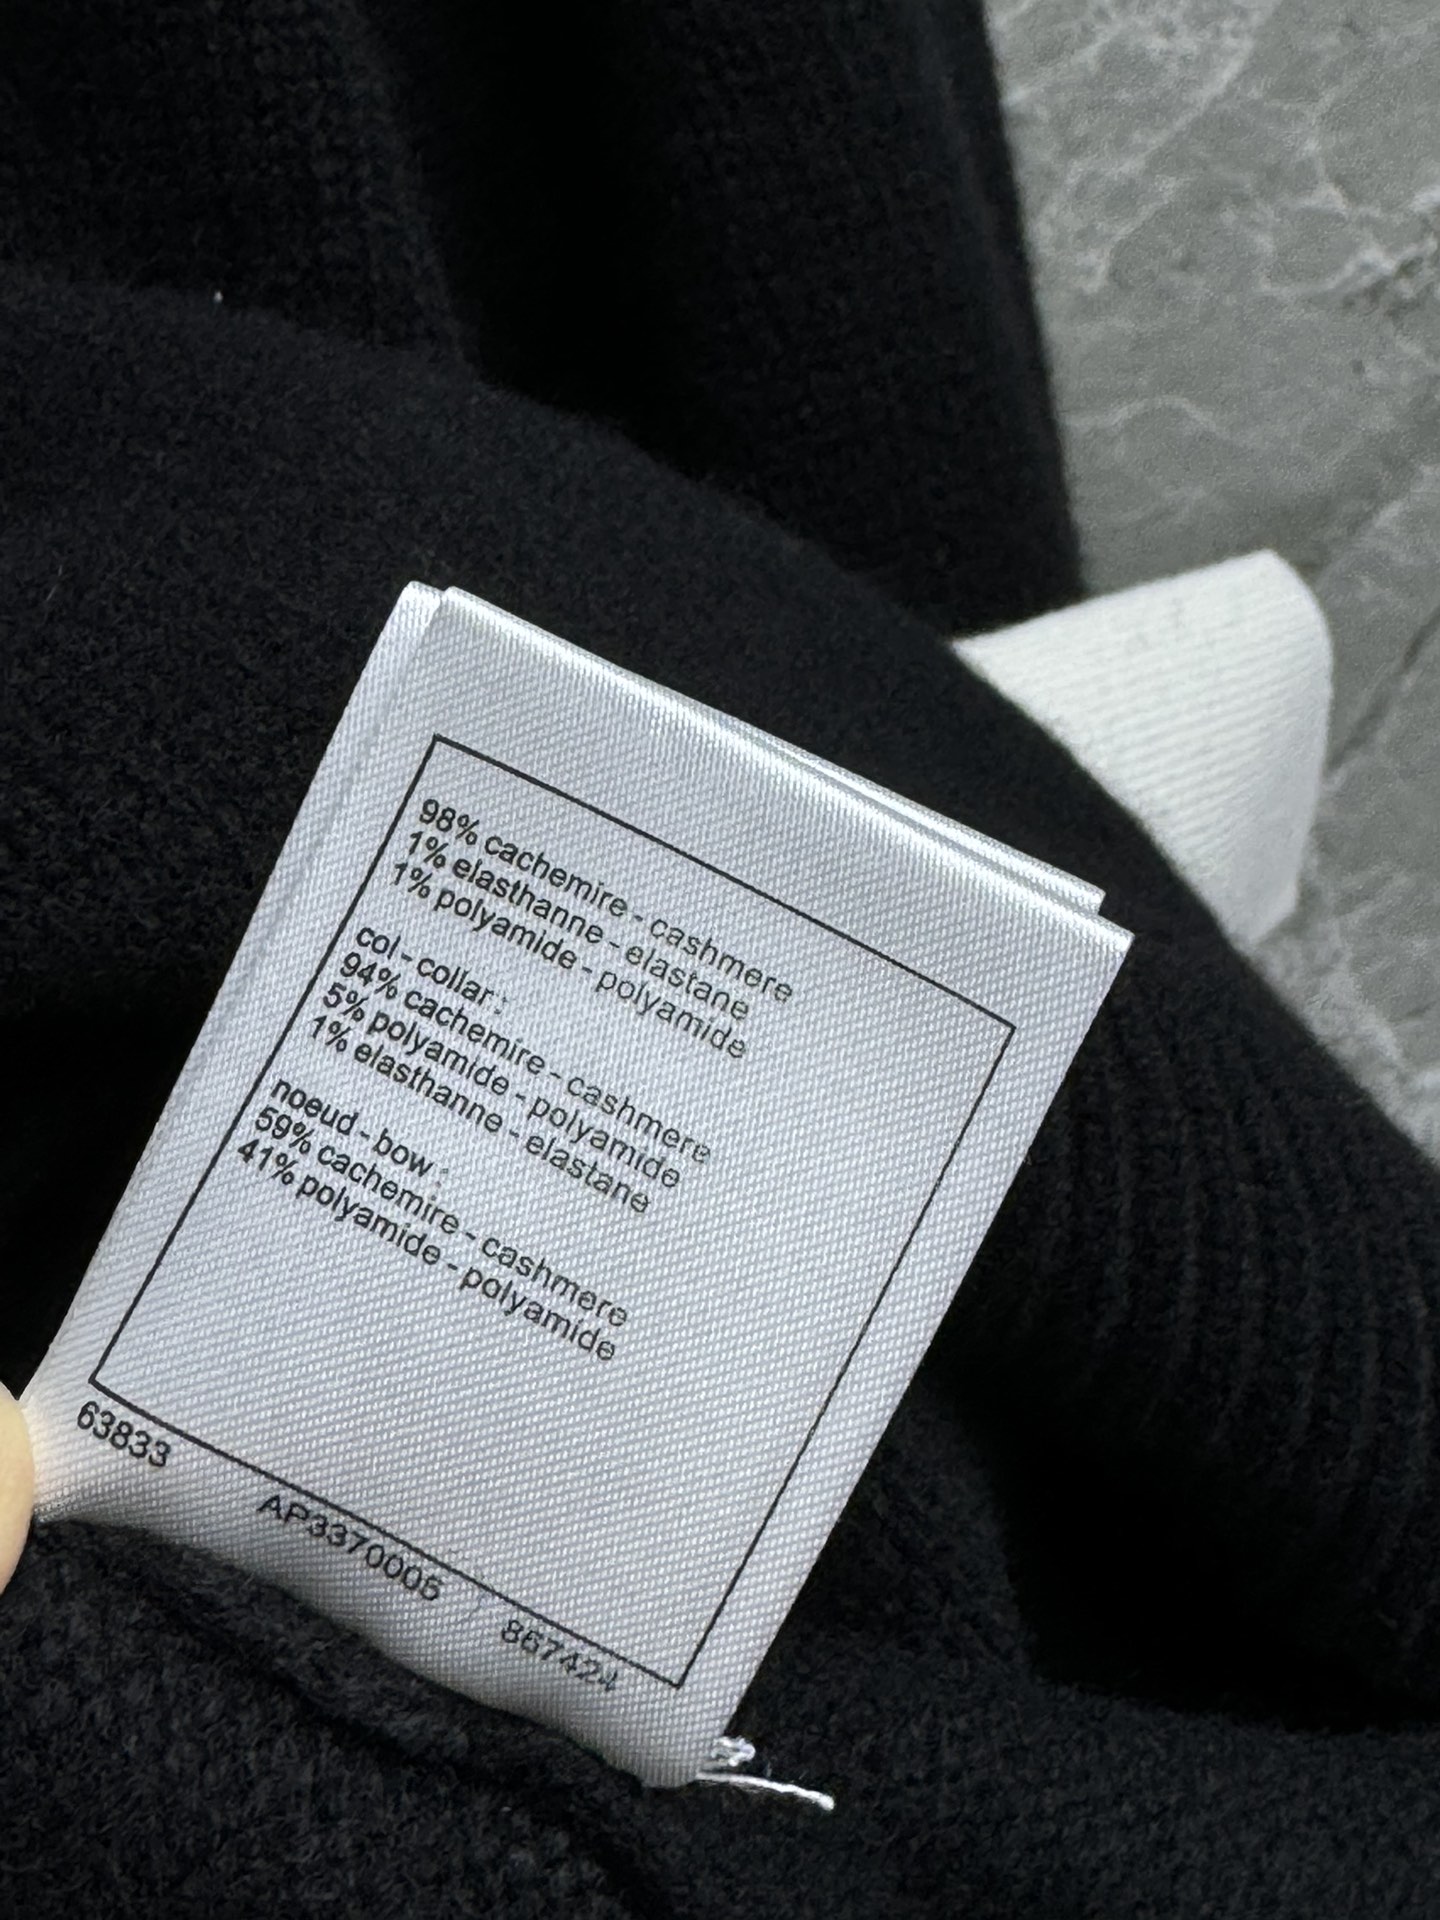 98% cachemire - cashmere
1% elasthanne - elastane
1% polyamide - polyamide
col - collar :
94% cachemire - cashmere
5% polyamide - polyamide
1% elasthanne - elastane
noeud - bow :
59% cachemire - cashmere
41% polyamide - polyamide
63833 AP3370005 867424